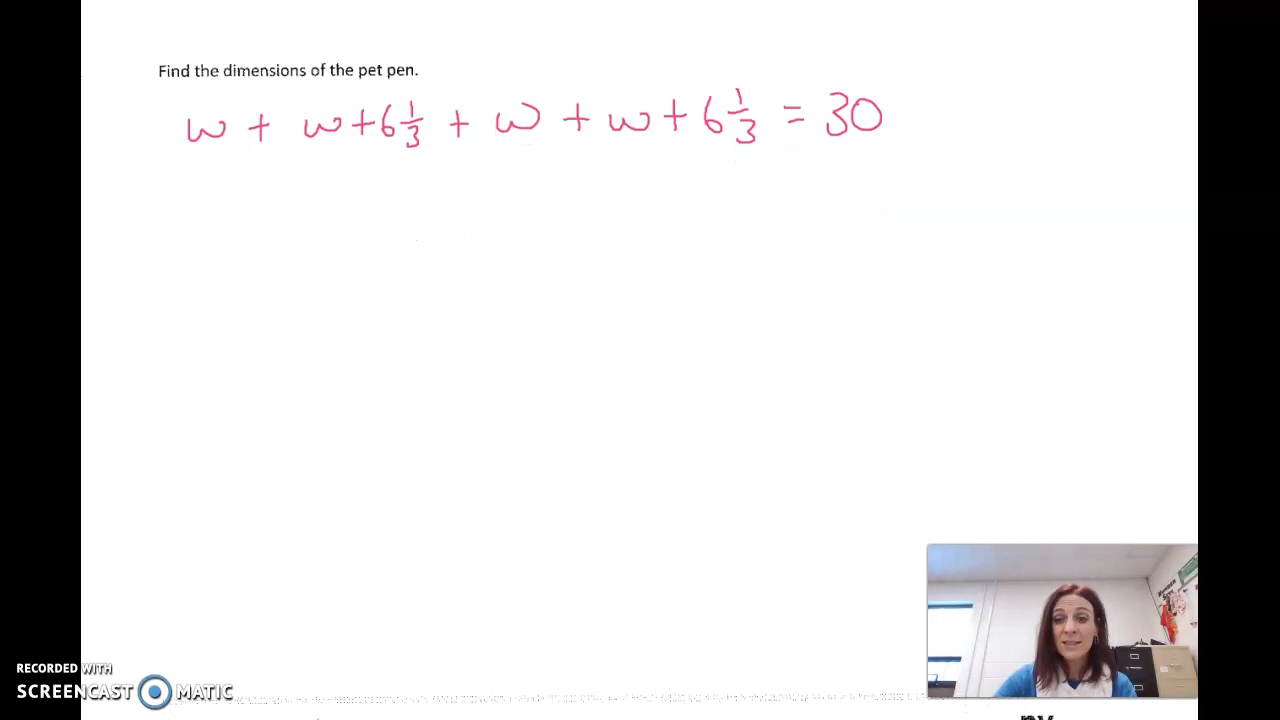 Find the dimensions of the pet pen.
w + w + 6 1/3 + w + w + 6 1/3 = 30
RECORDED WITH
SCREENCAST MATIC